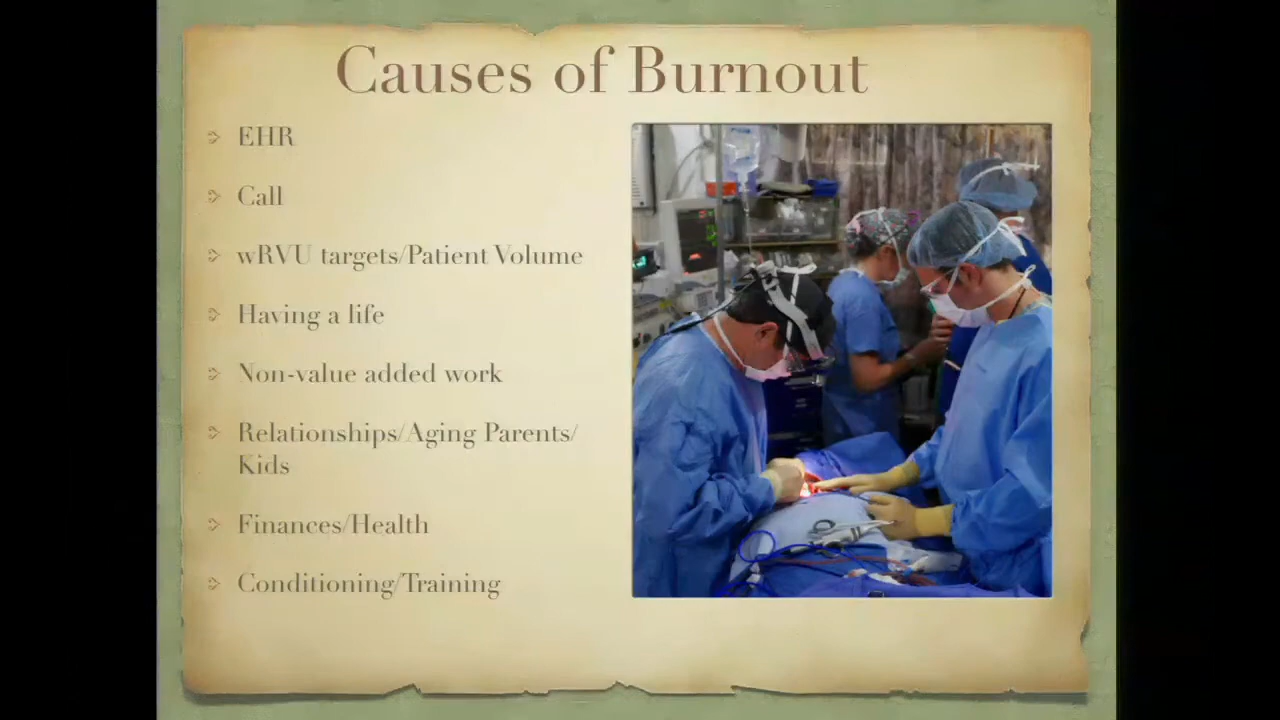 Causes of Burnout
EHR
Call
wRVU targets/Patient Volume
Having a life
Non-value added work
Relationships/Aging Parents/
Kids
Finances/Health
Conditioning/Training